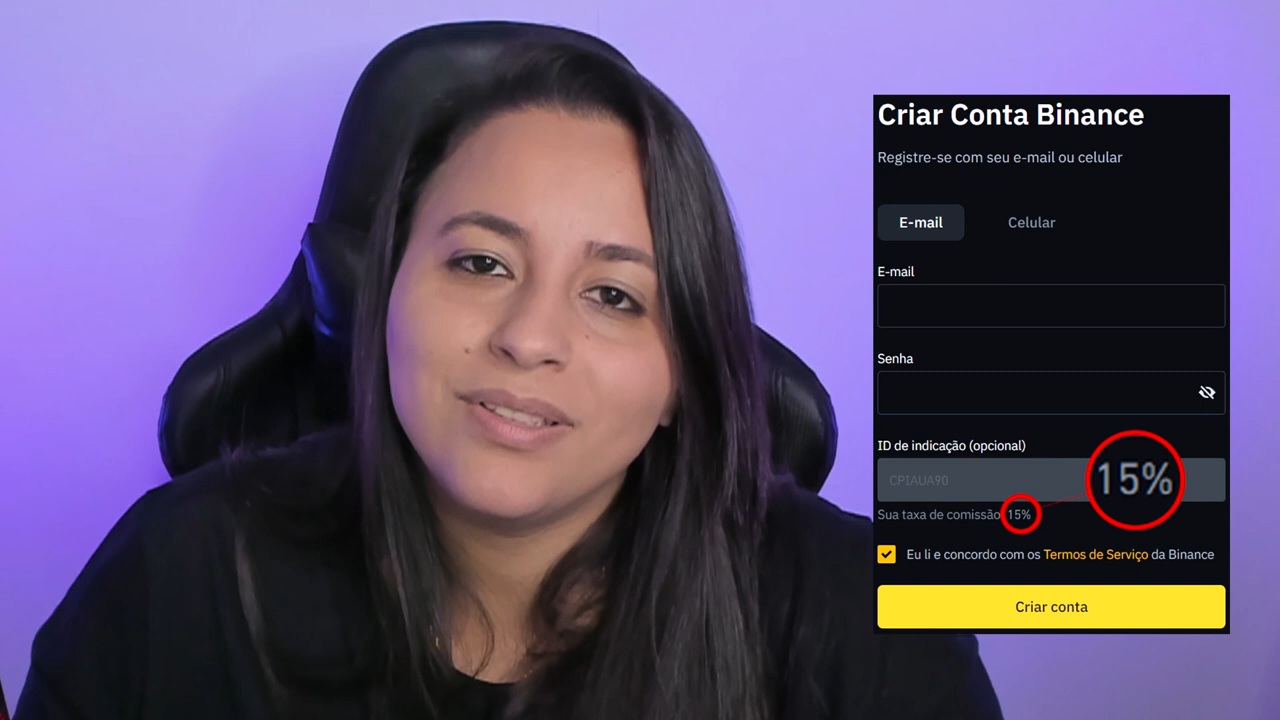 Criar Conta Binance
Registre-se com seu e-mail ou celular
E-mail Celular
E-mail
Senha
ID de indicação (opcional)
CPIAUA90
15%
Sua taxa de comissão 15%
Eu li e concordo com os Termos de Serviço da Binance
Criar conta